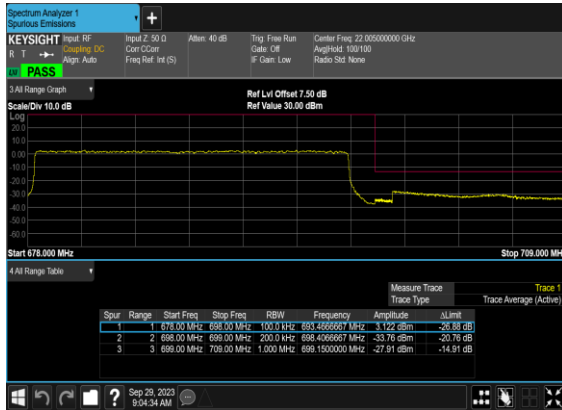 Spectrum Analyzer 1
Spurious Emissions
KEYSIGHT Input: RF
R T Coupling: DC
Align: Auto
Input Z: 50 Ω
Corr CCorr
Freq Ref: Int (S)
Atten: 40 dB
Trig: Free Run
Gate: Off
IF Gain: Low
Center Freq: 22.005000000 GHz
Avg|Hold: 100/100
Radio Std: None
LU PASS
3 All Range Graph
Scale/Div 10.0 dB
Ref Lvl Offset 7.50 dB
Ref Value 30.00 dBm
Log
20.0
10.0
0.00
-10.0
-20.0
-30.0
-40.0
-50.0
-60.0
Start 678.000 MHz
Stop 709.000 MHz
4 All Range Table
Measure Trace Trace 1
Trace Type Trace Average (Active)
Spur Range Start Freq Stop Freq RBW Frequency Amplitude ΔLimit
1 1 678.00 MHz 698.00 MHz 100.0 kHz 693.4666667 MHz 3.122 dBm -26.88 dB
2 2 698.00 MHz 699.00 MHz 200.0 kHz 698.4066667 MHz -33.76 dBm -20.76 dB
3 3 699.00 MHz 709.00 MHz 1.000 MHz 699.1500000 MHz -27.91 dBm -14.91 dB
?
Sep 29, 2023
9:04:34 AM